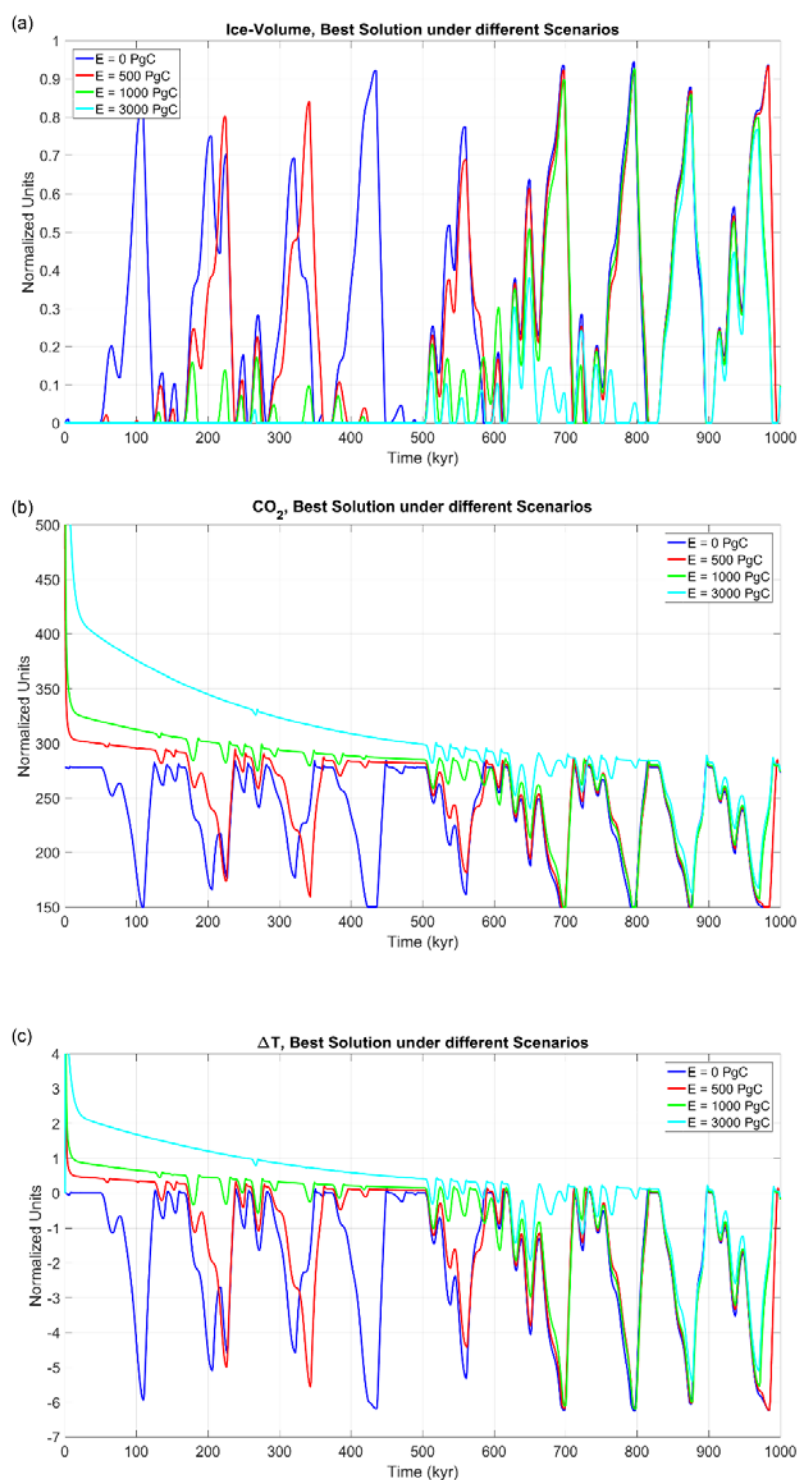 (a)
Ice-Volume, Best Solution under different Scenarios
E = 0 PgC
E = 500 PgC
E = 1000 PgC
E = 3000 PgC
1
0.9
0.8
0.7
0.6
0.5
0.4
0.3
0.2
0.1
0
Normalized Units
0 100 200 300 400 500 600 700 800 900 1000
Time (kyr)
(b)
CO2, Best Solution under different Scenarios
E = 0 PgC
E = 500 PgC
E = 1000 PgC
E = 3000 PgC
500
450
400
350
300
250
200
150
Normalized Units
0 100 200 300 400 500 600 700 800 900 1000
Time (kyr)
(c)
ΔT, Best Solution under different Scenarios
E = 0 PgC
E = 500 PgC
E = 1000 PgC
E = 3000 PgC
4
3
2
1
0
-1
-2
-3
-4
-5
-6
-7
Normalized Units
0 100 200 300 400 500 600 700 800 900 1000
Time (kyr)